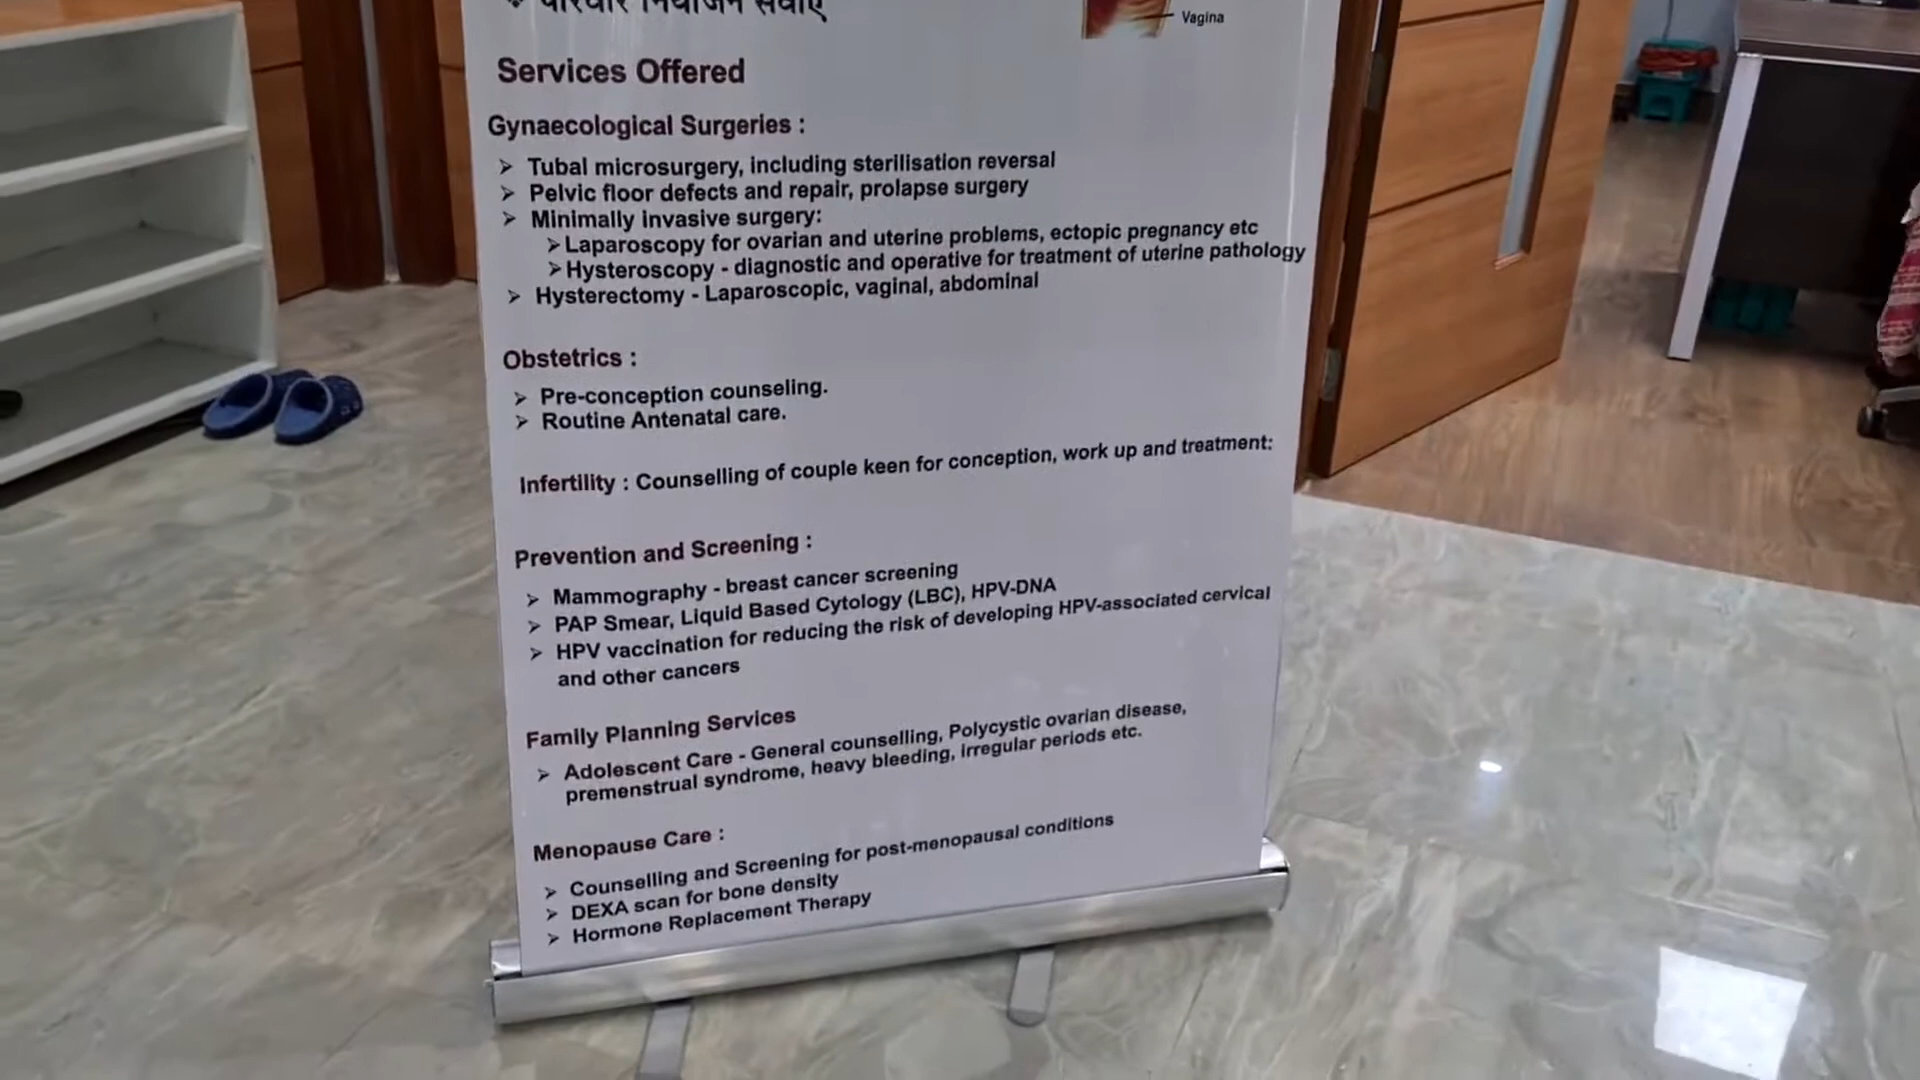 ❖ परिवार नियोजन सेवाएं
Vagina
Services Offered
Gynaecological Surgeries :
➢ Tubal microsurgery, including sterilisation reversal
➢ Pelvic floor defects and repair, prolapse surgery
➢ Minimally invasive surgery:
➢ Laparoscopy for ovarian and uterine problems, ectopic pregnancy etc
➢ Hysteroscopy - diagnostic and operative for treatment of uterine pathology
➢ Hysterectomy - Laparoscopic, vaginal, abdominal
Obstetrics :
➢ Pre-conception counseling.
➢ Routine Antenatal care.
Infertility : Counselling of couple keen for conception, work up and treatment:
Prevention and Screening :
➢ Mammography - breast cancer screening
➢ PAP Smear, Liquid Based Cytology (LBC), HPV-DNA
➢ HPV vaccination for reducing the risk of developing HPV-associated cervical
and other cancers
Family Planning Services
➢ Adolescent Care - General counselling, Polycystic ovarian disease,
premenstrual syndrome, heavy bleeding, irregular periods etc.
Menopause Care :
➢ Counselling and Screening for post-menopausal conditions
➢ DEXA scan for bone density
➢ Hormone Replacement Therapy